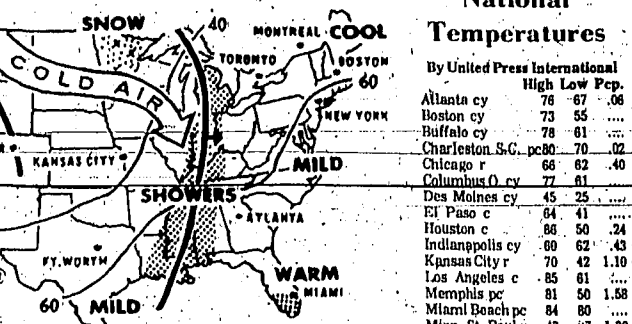 SNOW
40
MONTREAL COOL
TORONTO
BOSTON
60
COLD AIR
NEW YORK
KANSAS CITY
MILD
SHOWERS
ATLANTA
FT. WORTH
WARM
MIAMI
60
MILD
National
Temperatures
By United Press International
High Low Pcp.
Atlanta cy 76 67 .06
Boston cy 73 55 ....
Buffalo cy 78 61 ....
Charleston S.C. pc 80 70 .02
Chicago r 66 62 .40
Columbus O. cy 77 61 ....
Des Moines cy 45 25 ....
El Paso c 64 41 ....
Houston c 86 50 .24
Indianapolis cy 60 62 .43
Kansas City r 70 42 1.10
Los Angeles c 85 61 ....
Memphis pc 81 50 1.58
Miami Beach pc 84 80 ....